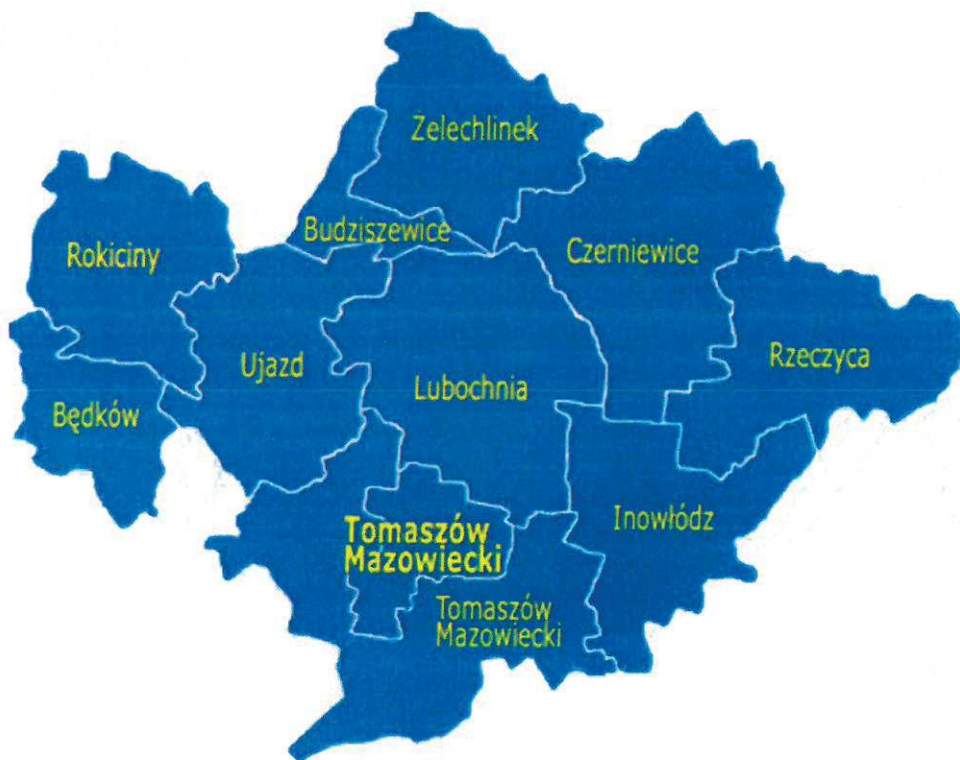 Żelechlinek
Budziszewice
Rokiciny
Czerniewice
Ujazd
Lubochnia
Rzeczyca
Będków
Inowłódz
Tomaszów
Mazowiecki
Tomaszów
Mazowiecki